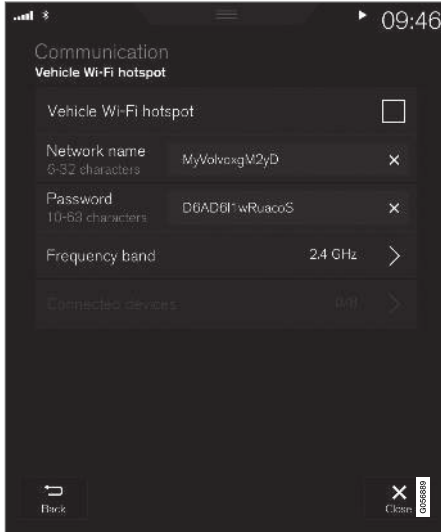 09:46
Communication
Vehicle Wi-Fi hotspot
Vehicle Wi-Fi hotspot
Network name
6-32 characters
MyVolvoxgM2yD
Password
10-63 characters
D6AD6l1wRuacoS
Frequency band
2.4 GHz
Connected devices
Back
Close
G056889